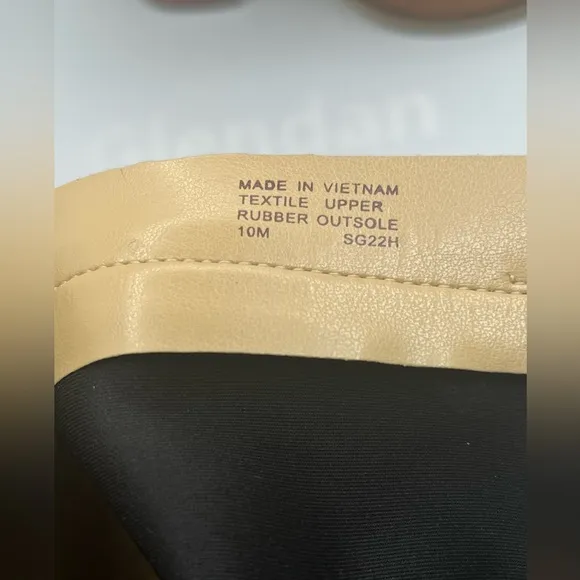 MADE IN VIETNAM
TEXTILE UPPER
RUBBER OUTSOLE
10M SG22H